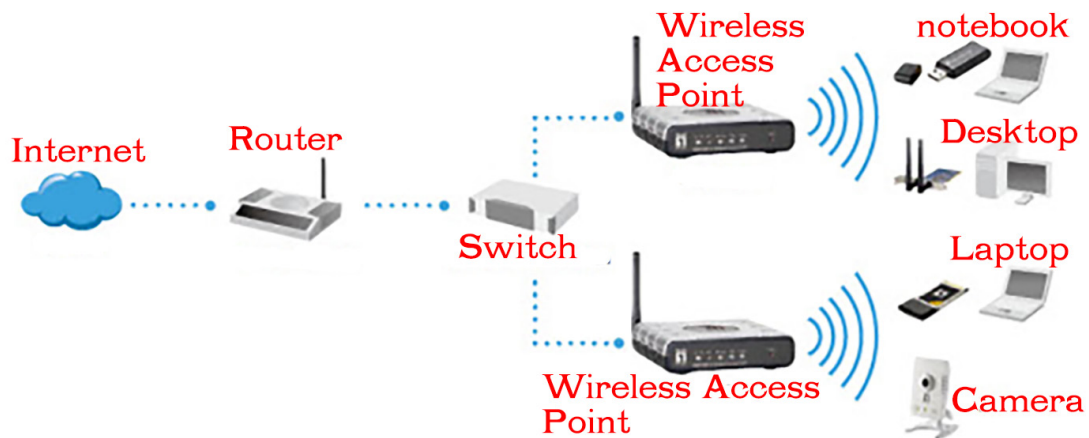 Internet
Router
Switch
Wireless
Access
Point
notebook
Desktop
Wireless Access
Point
Laptop
Camera